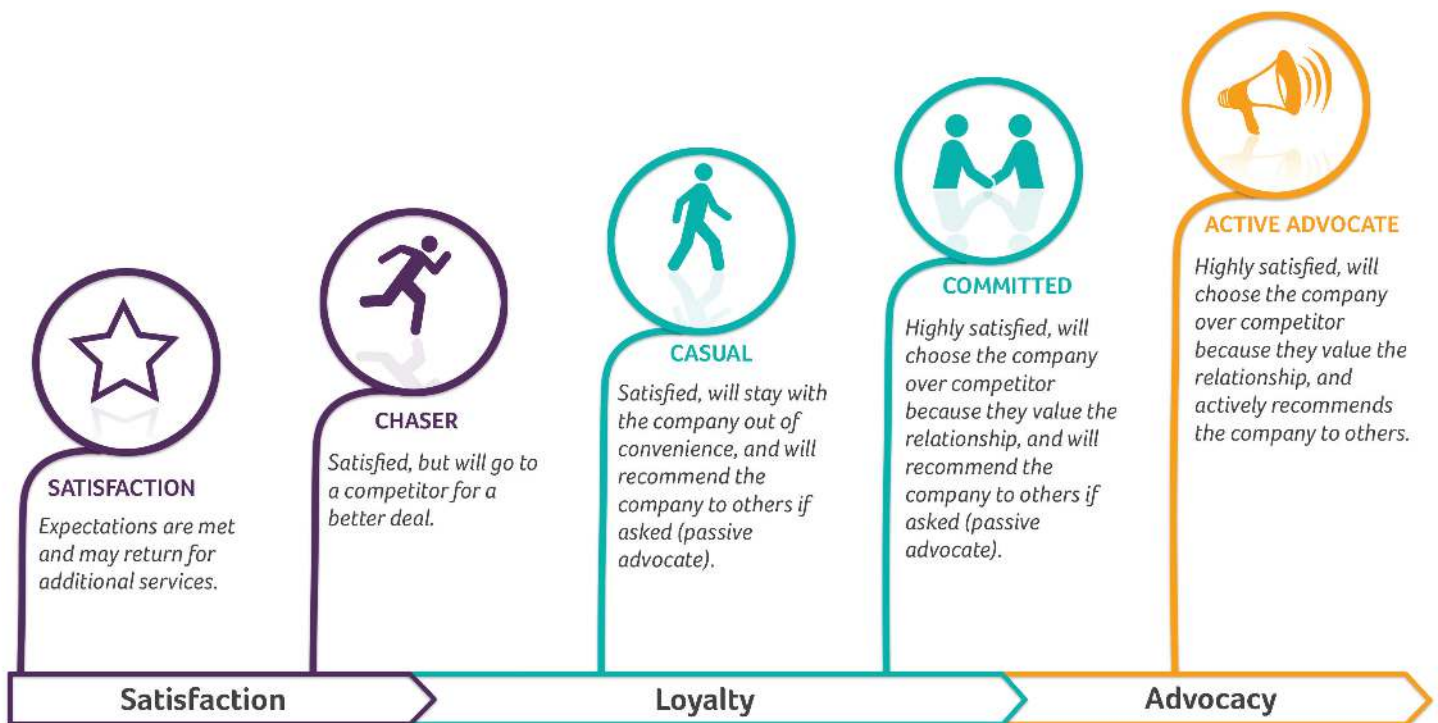 SATISFACTION
Expectations are met
and may return for
additional services.
CHASER
Satisfied, but will go to
a competitor for a
better deal.
CASUAL
Satisfied, will stay with
the company out of
convenience, and will
recommend the
company to others if
asked (passive
advocate).
COMMITTED
Highly satisfied, will
choose the company
over competitor
because they value the
relationship, and will
recommend the
company to others if
asked (passive
advocate).
ACTIVE ADVOCATE
Highly satisfied, will
choose the company
over competitor
because they value the
relationship, and
actively recommends
the company to others.
Satisfaction
Loyalty
Advocacy